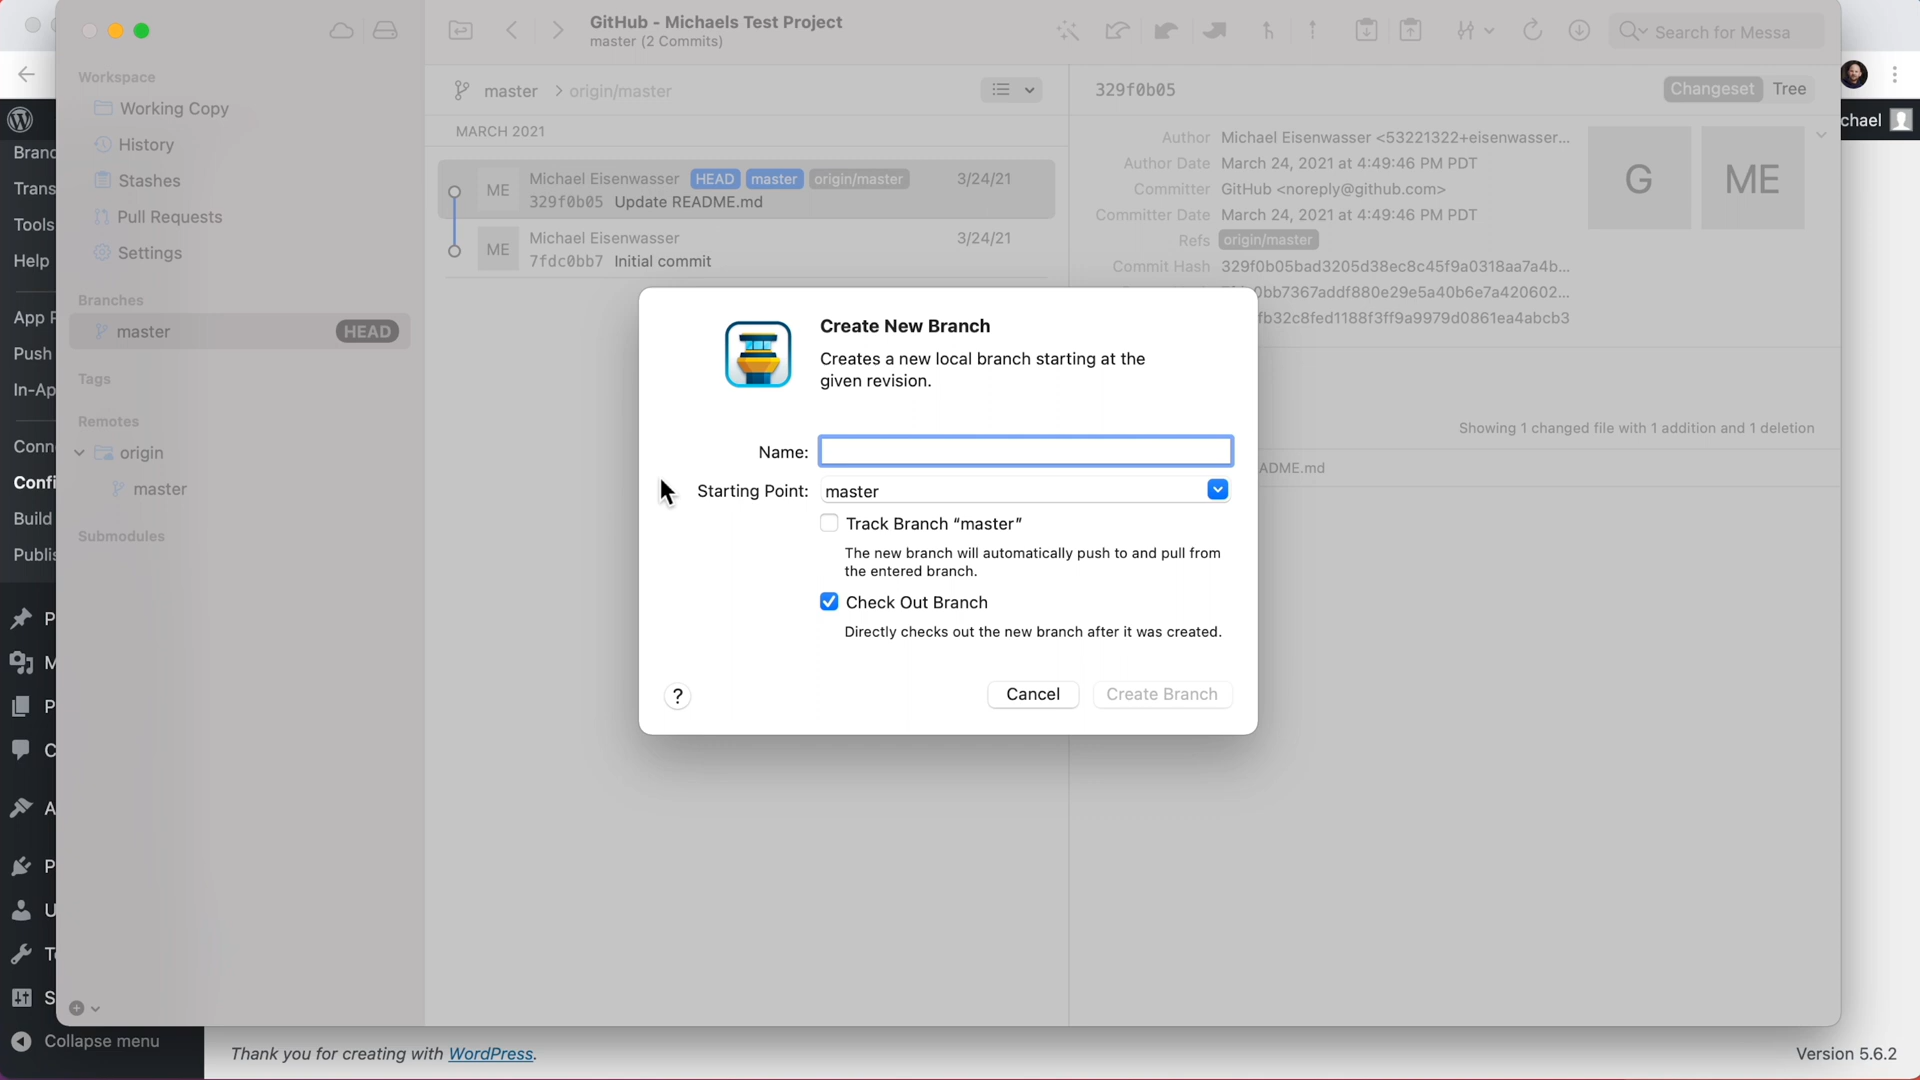 GitHub - Michaels Test Project
master (2 Commits)
Search for Messa
Workspace
Working Copy
History
Stashes
Pull Requests
Settings
Branches
master HEAD
Tags
Remotes
origin
master
Submodules
master > origin/master
MARCH 2021
ME Michael Eisenwasser HEAD master origin/master 3/24/21
329f0b05 Update README.md
ME Michael Eisenwasser 3/24/21
7fdc0bb7 Initial commit
329f0b05 Changeset Tree
Author Michael Eisenwasser <53221322+eisenwasser...
Author Date March 24, 2021 at 4:49:46 PM PDT
Committer GitHub <noreply@github.com>
Committer Date March 24, 2021 at 4:49:46 PM PDT
Refs origin/master
Commit Hash 329f0b05bad3205d38ec8c45f9a0318aa7a4b...
0bb7367addf880e29e5a40b6e7a420602...
fb32c8fed1188f3ff9a9979d0861ea4abcb3
G ME
Showing 1 changed file with 1 addition and 1 deletion
ADME.md
Create New Branch
Creates a new local branch starting at the
given revision.
Name:
Starting Point: master
Track Branch “master”
The new branch will automatically push to and pull from
the entered branch.
Check Out Branch
Directly checks out the new branch after it was created.
? Cancel Create Branch
chael
Branc
Trans
Tools
Help
App P
Push
In-Ap
Conn
Confi
Build
Publis
P
M
P
C
A
P
U
To
S
Collapse menu
Thank you for creating with WordPress.
Version 5.6.2